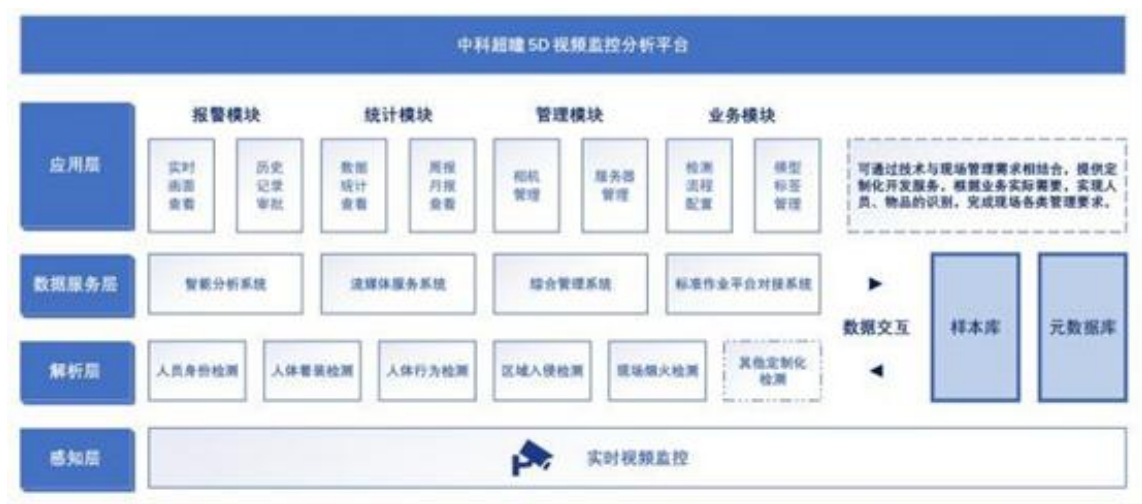 中科超瞳 5D 视频监控分析平台
应用层
报警模块
统计模块
管理模块
业务模块
实时
画面
查看
历史
记录
审批
数据
统计
查看
周报
月报
查看
相机
管理
服务器
管理
检测
流程
配置
模型
标签
管理
可通过技术与现场管理需求相结合，提供定
制化开发服务，根据业务实际需要，实现人
员、物品的识别，完成现场各类管理要求。
数据服务层
智能分析系统
流媒体服务系统
综合管理系统
标准作业平台对接系统
数据交互
样本库
元数据库
解析层
人员身份检测
人体着装检测
人体行为检测
区域入侵检测
现场烟火检测
其他定制化
检测
感知层
实时视频监控